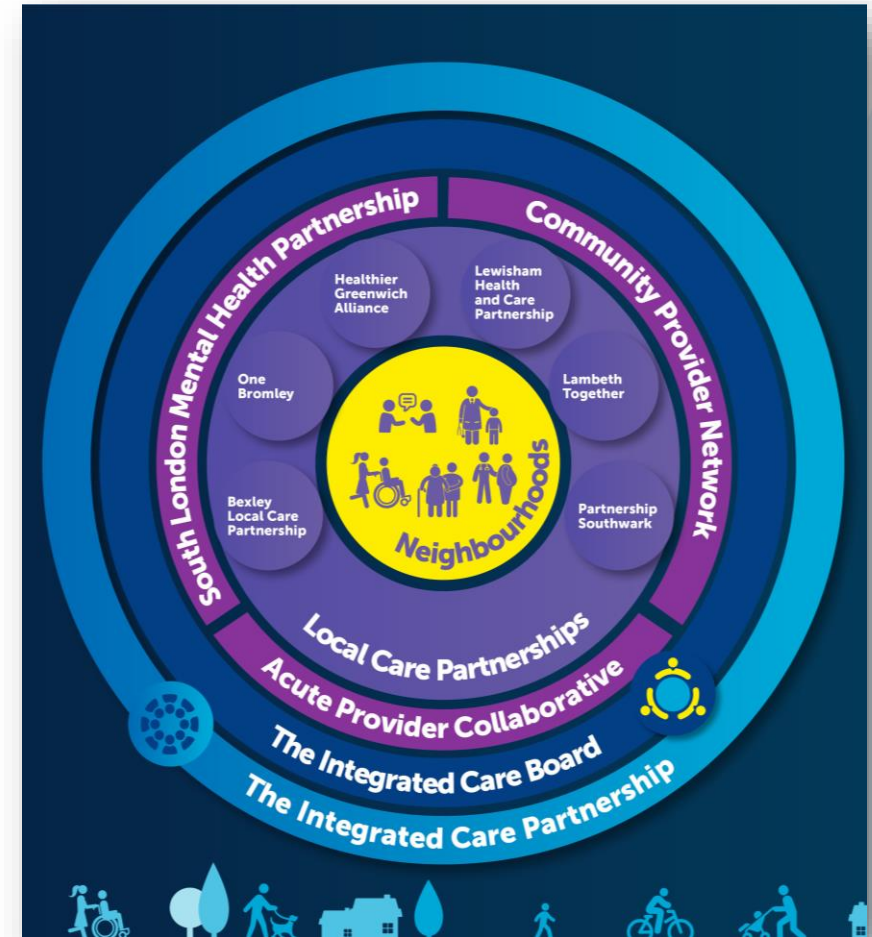 South London Mental Health Partnership
Community Provider Network
Healthier
Greenwich
Alliance
Lewisham
Health
and Care
Partnership
One
Bromley
Lambeth
Together
Bexley
Local Care
Partnership
Partnership
Southwark
Neighbourhoods
Local Care Partnerships
Acute Provider Collaborative
The Integrated Care Board
The Integrated Care Partnership